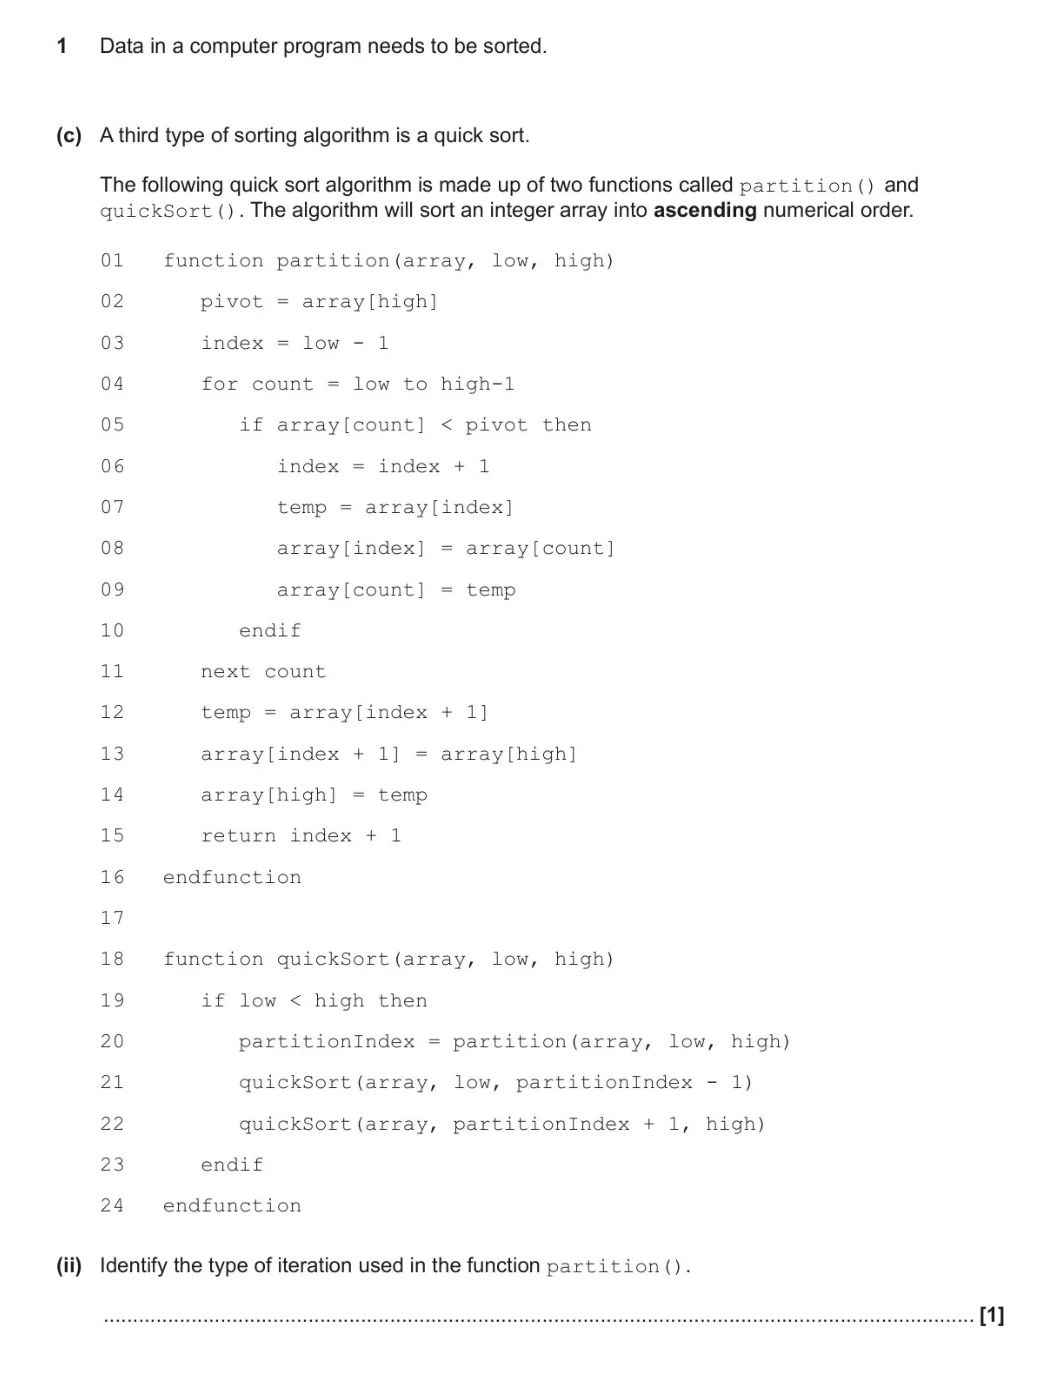 1 Data in a computer program needs to be sorted.
(c) A third type of sorting algorithm is a quick sort.
The following quick sort algorithm is made up of two functions called partition() and
quickSort(). The algorithm will sort an integer array into ascending numerical order.
01 function partition(array, low, high)
02 pivot = array[high]
03 index = low - 1
04 for count = low to high-1
05 if array[count] < pivot then
06 index = index + 1
07 temp = array[index]
08 array[index] = array[count]
09 array[count] = temp
10 endif
11 next count
12 temp = array[index + 1]
13 array[index + 1] = array[high]
14 array[high] = temp
15 return index + 1
16 endfunction
17
18 function quickSort(array, low, high)
19 if low < high then
20 partitionIndex = partition(array, low, high)
21 quickSort(array, low, partitionIndex - 1)
22 quickSort(array, partitionIndex + 1, high)
23 endif
24 endfunction
(ii) Identify the type of iteration used in the function partition().
[1]